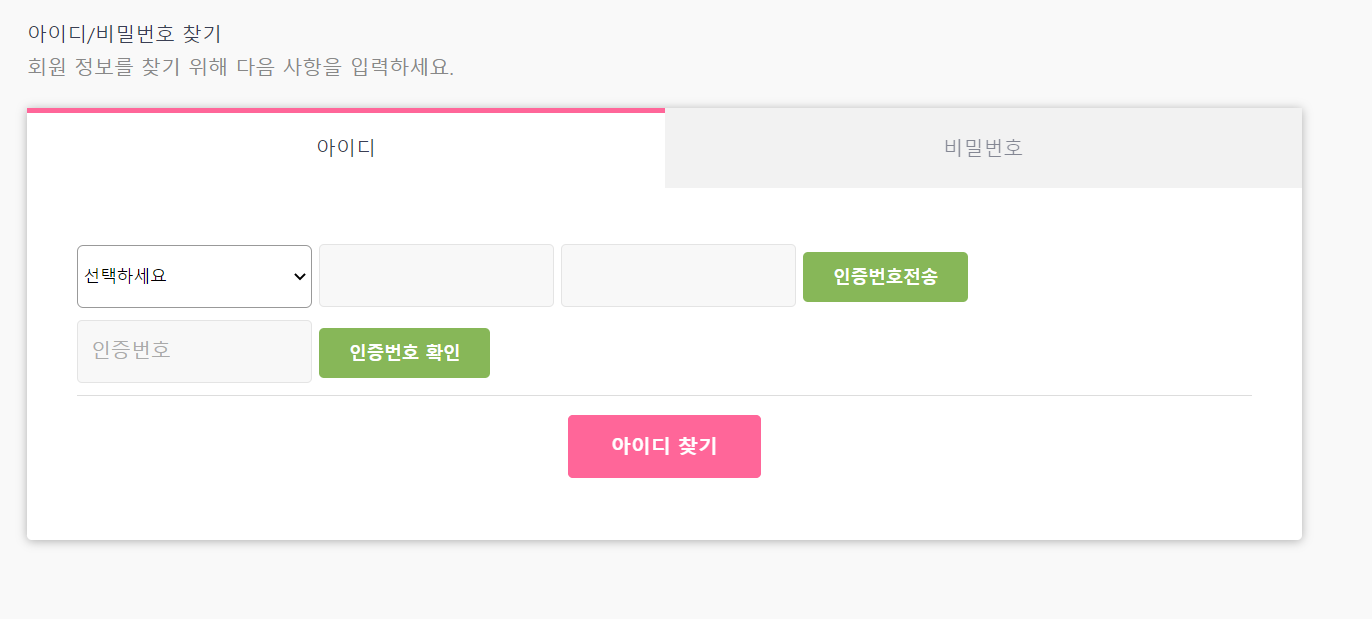 아이디/비밀번호 찾기
회원 정보를 찾기 위해 다음 사항을 입력하세요.
아이디
비밀번호
선택하세요
인증번호전송
인증번호
인증번호 확인
아이디 찾기